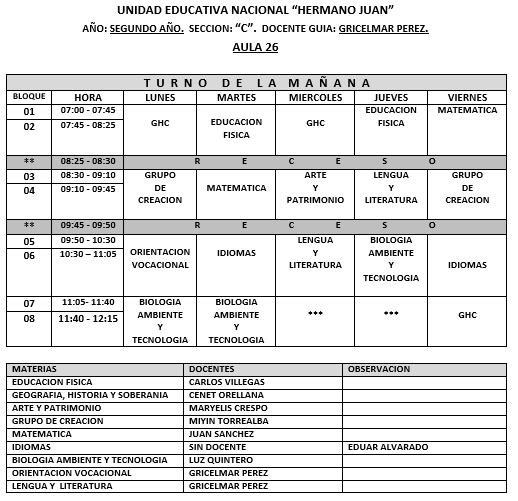 UNIDAD EDUCATIVA NACIONAL “HERMANO JUAN”
AÑO: SEGUNDO AÑO. SECCION: “C”. DOCENTE GUIA: GRICELMAR PEREZ.
AULA 26
TURNO DE LA MAÑANA
BLOQUE HORA LUNES MARTES MIERCOLES JUEVES VIERNES
01 07:00 - 07:45 GHC EDUCACION FISICA GHC EDUCACION FISICA MATEMATICA
02 07:45 - 08:25
** 08:25 - 08:30 RECESO
03 08:30 - 09:10 GRUPO DE CREACION MATEMATICA ARTE Y PATRIMONIO LENGUA Y LITERATURA GRUPO DE CREACION
04 09:10 - 09:45
** 09:45 - 09:50 RECESO
05 09:50 - 10:30 ORIENTACION VOCACIONAL IDIOMAS LENGUA Y LITERATURA BIOLOGIA AMBIENTE Y TECNOLOGIA IDIOMAS
06 10:30 – 11:05
07 11:05- 11:40 BIOLOGIA AMBIENTE Y TECNOLOGIA BIOLOGIA AMBIENTE Y TECNOLOGIA *** *** GHC
08 11:40 - 12:15
MATERIAS DOCENTES OBSERVACION
EDUCACION FISICA CARLOS VILLEGAS
GEOGRAFIA, HISTORIA Y SOBERANIA CENET ORELLANA
ARTE Y PATRIMONIO MARYELIS CRESPO
GRUPO DE CREACION MIYIN TORREALBA
MATEMATICA JUAN SANCHEZ
IDIOMAS SIN DOCENTE EDUAR ALVARADO
BIOLOGIA AMBIENTE Y TECNOLOGIA LUZ QUINTERO
ORIENTACION VOCACIONAL GRICELMAR PEREZ
LENGUA Y LITERATURA GRICELMAR PEREZ